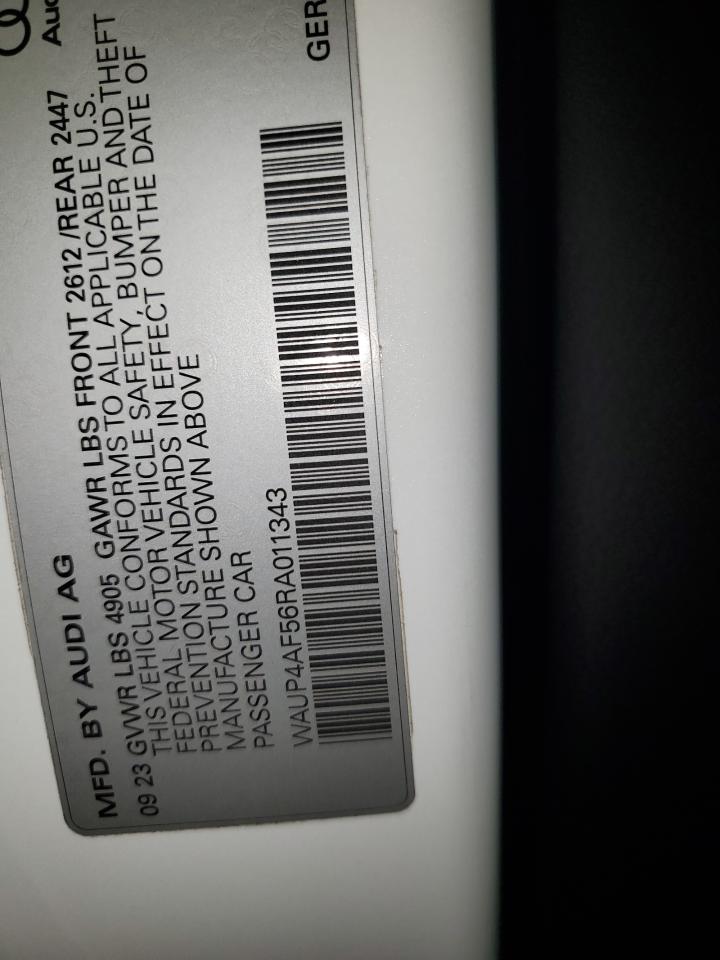 MFD. BY AUDI AG
09 23 GVWR LBS 4905 GAWR LBS FRONT 2612 /REAR 2447
THIS VEHICLE CONFORMS TO ALL APPLICABLE U.S.
FEDERAL MOTOR VEHICLE SAFETY, BUMPER AND THEFT
PREVENTION STANDARDS IN EFFECT ON THE DATE OF
MANUFACTURE SHOWN ABOVE
PASSENGER CAR
WAUP4AF56RA011343